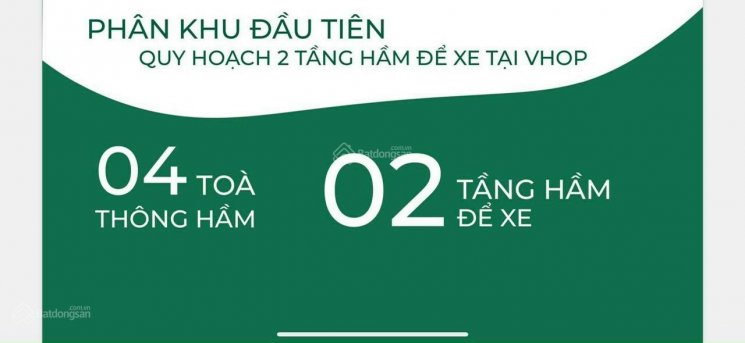 PHÂN KHU ĐẦU TIÊN
QUY HOẠCH 2 TẦNG HẦM ĐỂ XE TẠI VHOP
.com.vn
Batdongsan
04 TOÀ
THÔNG HẦM
02 TẦNG HẦM
ĐỂ XE
.com.vn
Batdongsan